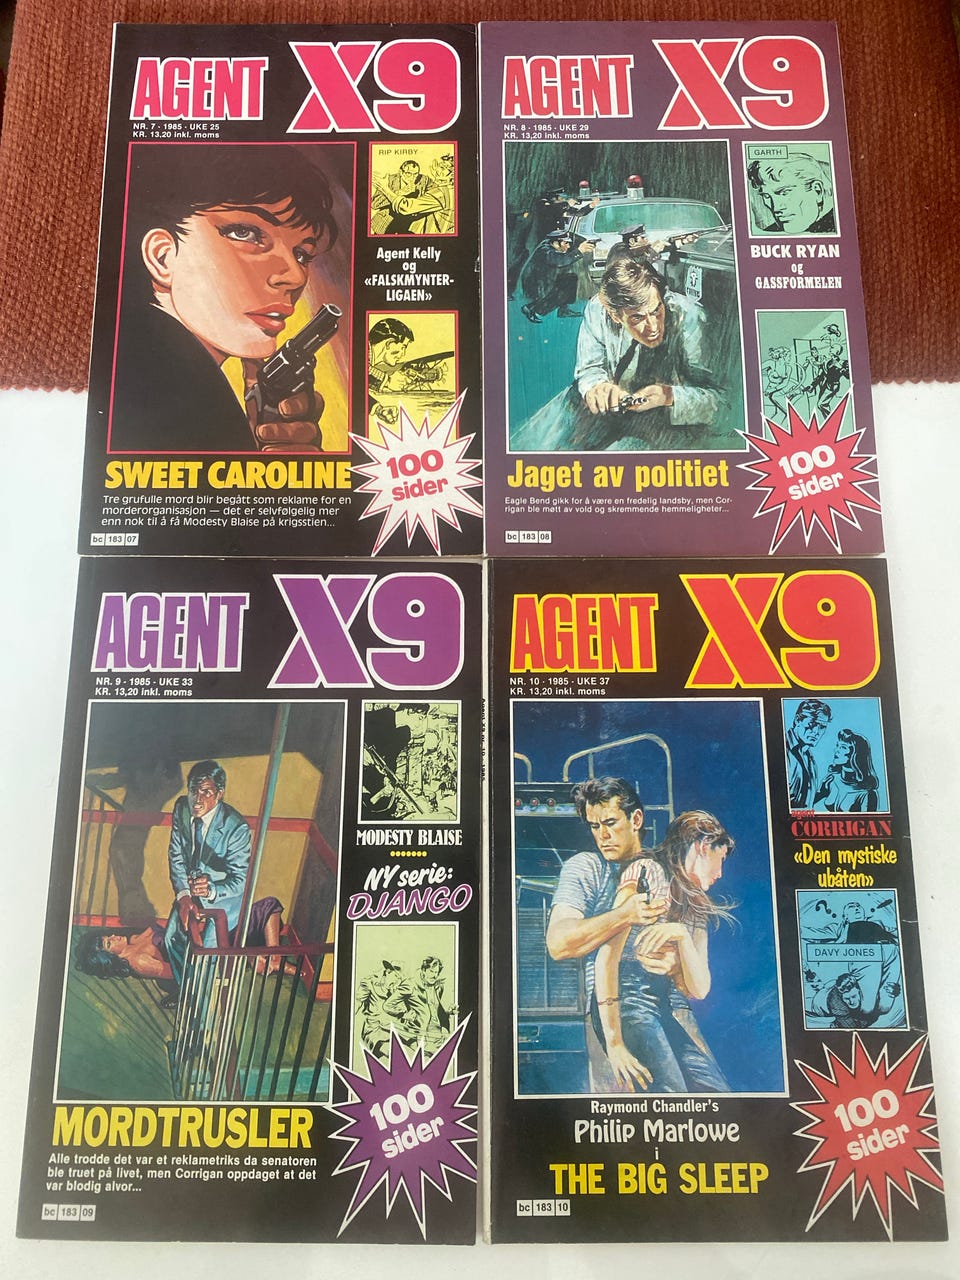 AGENT X9
NR. 7 - 1985 - UKE 25
KR. 13,20 inkl. moms
RIP KIRBY
Agent Kelly
og
«FALSKMYNTER-
LIGAEN»
100
sider
SWEET CAROLINE
Tre grufulle mord blir begått som reklame for en
morderorganisasjon — det er selvfølgelig mer
enn nok til å få Modesty Blaise på krigsstien...
bc 183 07
AGENT X9
NR. 8 - 1985 - UKE 29
KR. 13,20 inkl. moms
GARTH
BUCK RYAN
og
GASSFORMELEN
100
sider
Jaget av politiet
Eagle Bend gikk for å være en fredelig landsby, men Cor-
rigan ble møtt av vold og skremmende hemmeligheter...
bc 183 08
AGENT X9
NR. 9 - 1985 - UKE 33
KR. 13,20 inkl. moms
MODESTY BLAISE
NY serie:
DJANGO
100
sider
MORDTRUSLER
Alle trodde det var et reklametriks da senatoren
ble truet på livet, men Corrigan oppdaget at det
var blodig alvor...
bc 183 09
AGENT X9
NR. 10 - 1985 - UKE 37
KR. 13,20 inkl. moms
agent
CORRIGAN
«Den mystiske
ubåten»
?
DAVY JONES
100
sider
Raymond Chandler's
Philip Marlowe
i
THE BIG SLEEP
bc 183 10